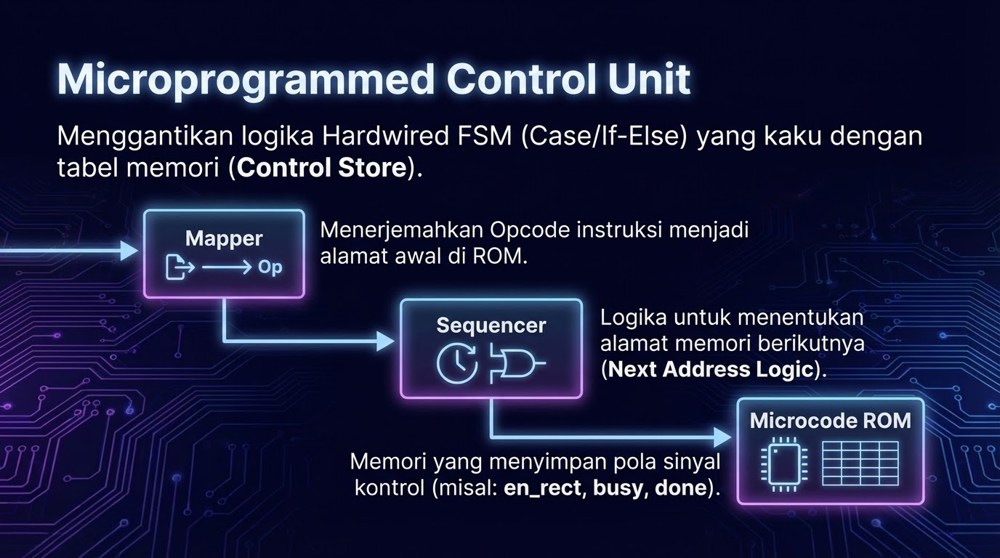 Microprogrammed Control Unit
Menggantikan logika Hardwired FSM (Case/If-Else) yang kaku dengan
tabel memori (Control Store).
Mapper
Op
Menerjemahkan Opcode instruksi menjadi
alamat awal di ROM.
Sequencer
Logika untuk menentukan
alamat memori berikutnya
(Next Address Logic).
Microcode ROM
Memori yang menyimpan pola sinyal
kontrol (misal: en_rect, busy, done).